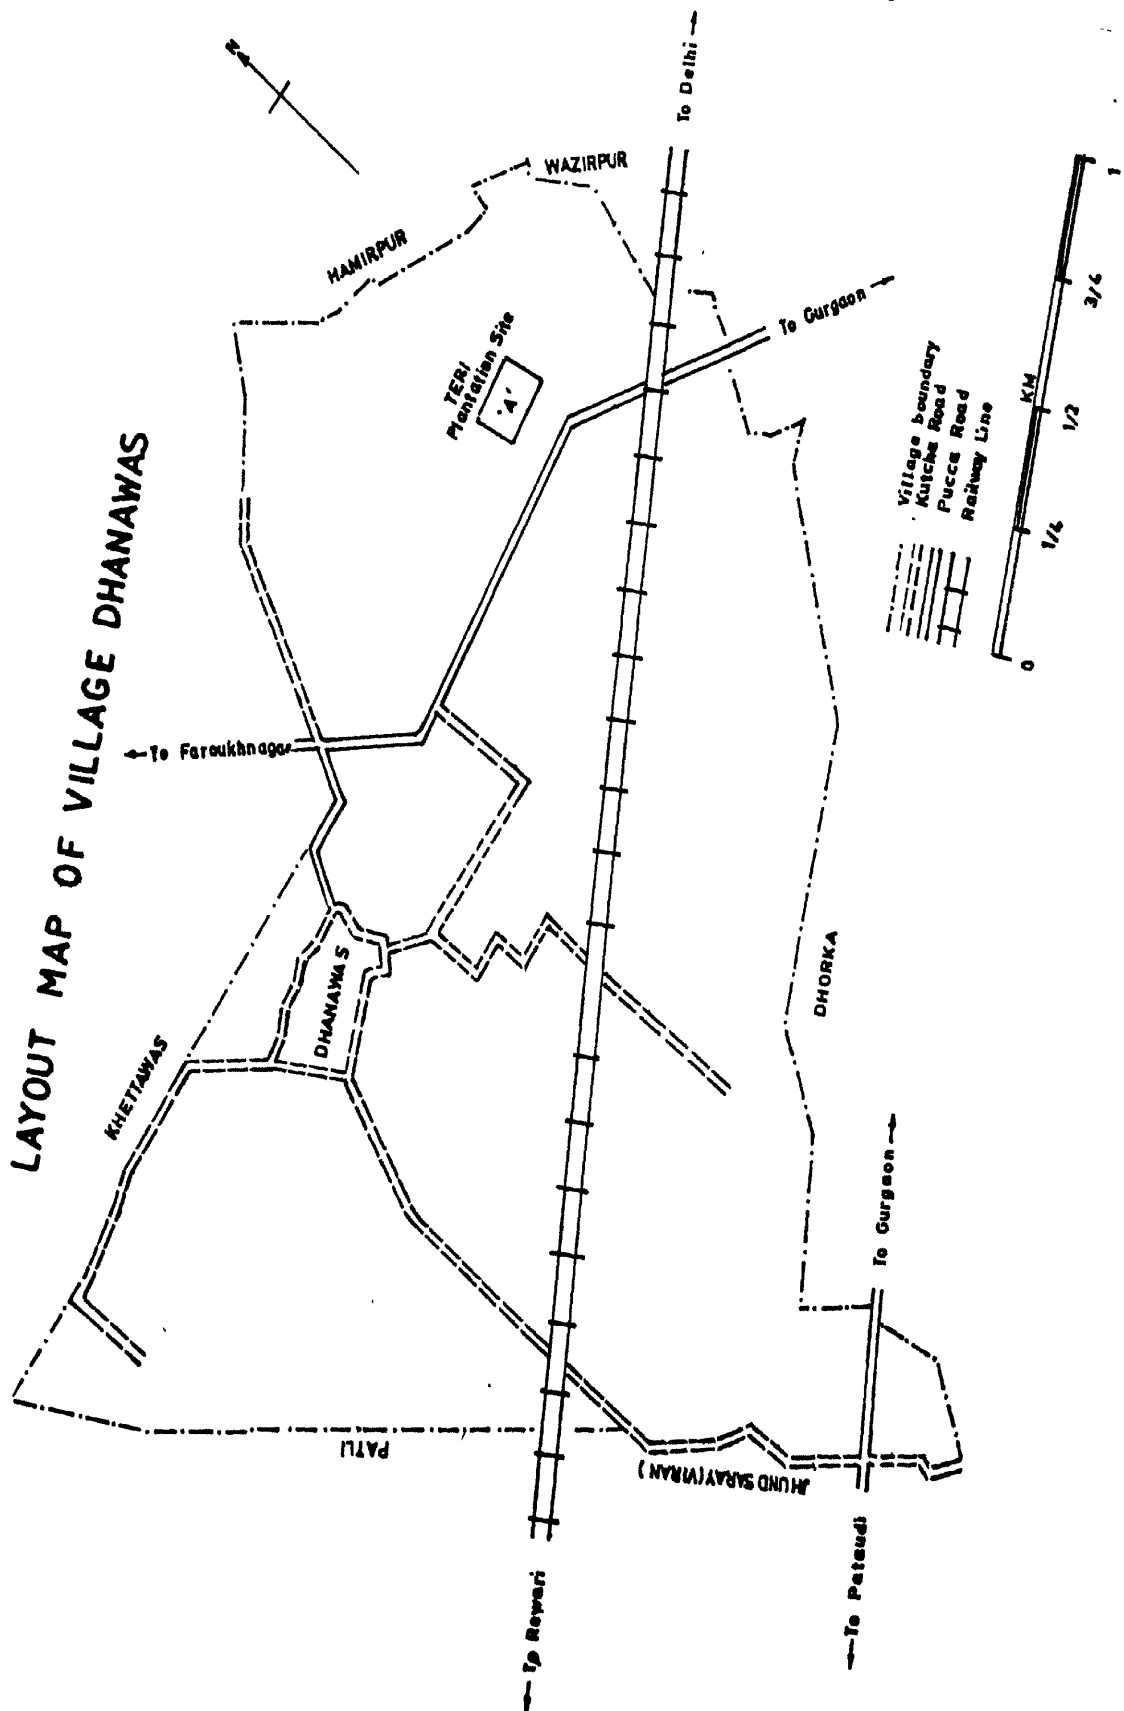 LAYOUT MAP OF VILLAGE DHANAWAS
N
To Delhi
WAZIRPUR
HAMIRPUR
To Gurgaon
TERI
Plantation Site
'A'
To Faroukhnagar
DHANAWAS
KHETTAWAS
DHORKA
To Gurgaon
PATLI
JHUND SARAY (VIRAN)
To Rewari
To Pataudi
Village boundary
Kutcha Road
Pucca Road
Railway Line
KM
0
1/4
1/2
3/4
1